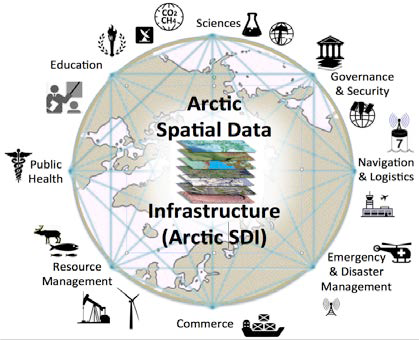 CO2
CH4
Sciences
Education
Governance
& Security
Arctic
Spatial Data
7
Public
Health
Navigation
& Logistics
Infrastructure
(Arctic SDI)
Resource
Management
Emergency
& Disaster
Management
Commerce